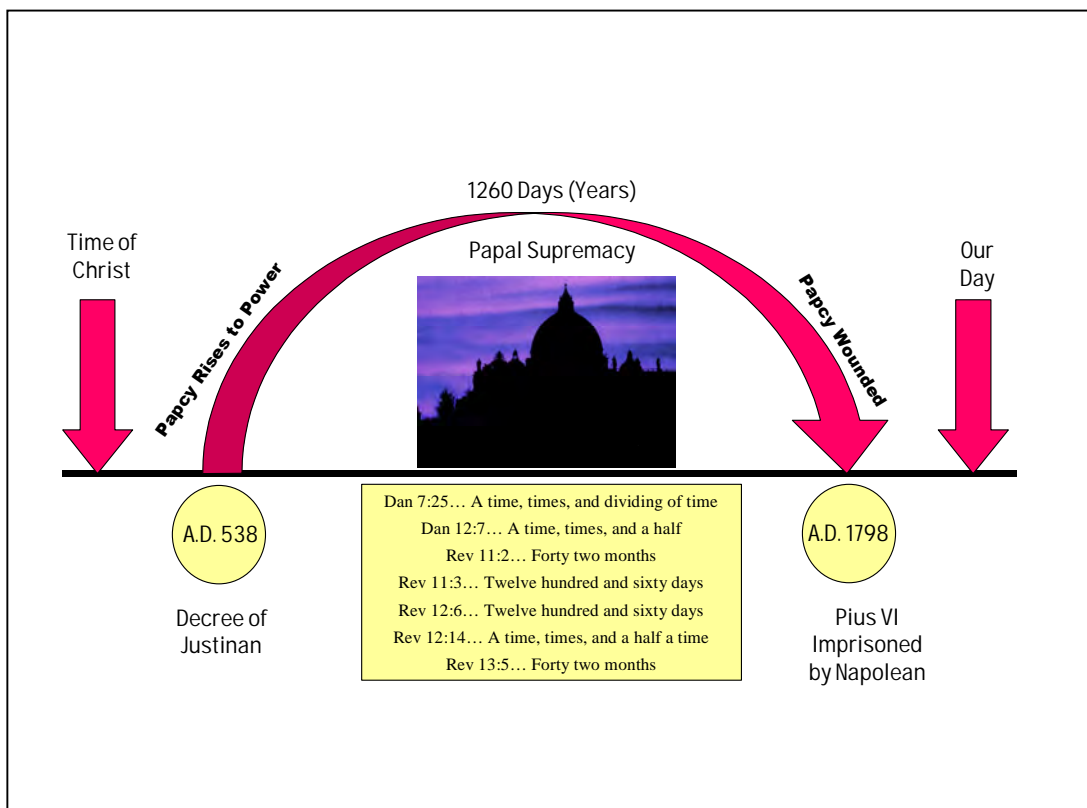 1260 Days (Years)
Time of
Christ
Papcy Rises to Power
Papal Supremacy
Papcy Wounded
Our
Day
A.D. 538
Decree of
Justinan
Dan 7:25… A time, times, and dividing of time
Dan 12:7… A time, times, and a half
Rev 11:2… Forty two months
Rev 11:3… Twelve hundred and sixty days
Rev 12:6… Twelve hundred and sixty days
Rev 12:14… A time, times, and a half a time
Rev 13:5… Forty two months
A.D. 1798
Pius VI
Imprisoned
by Napolean